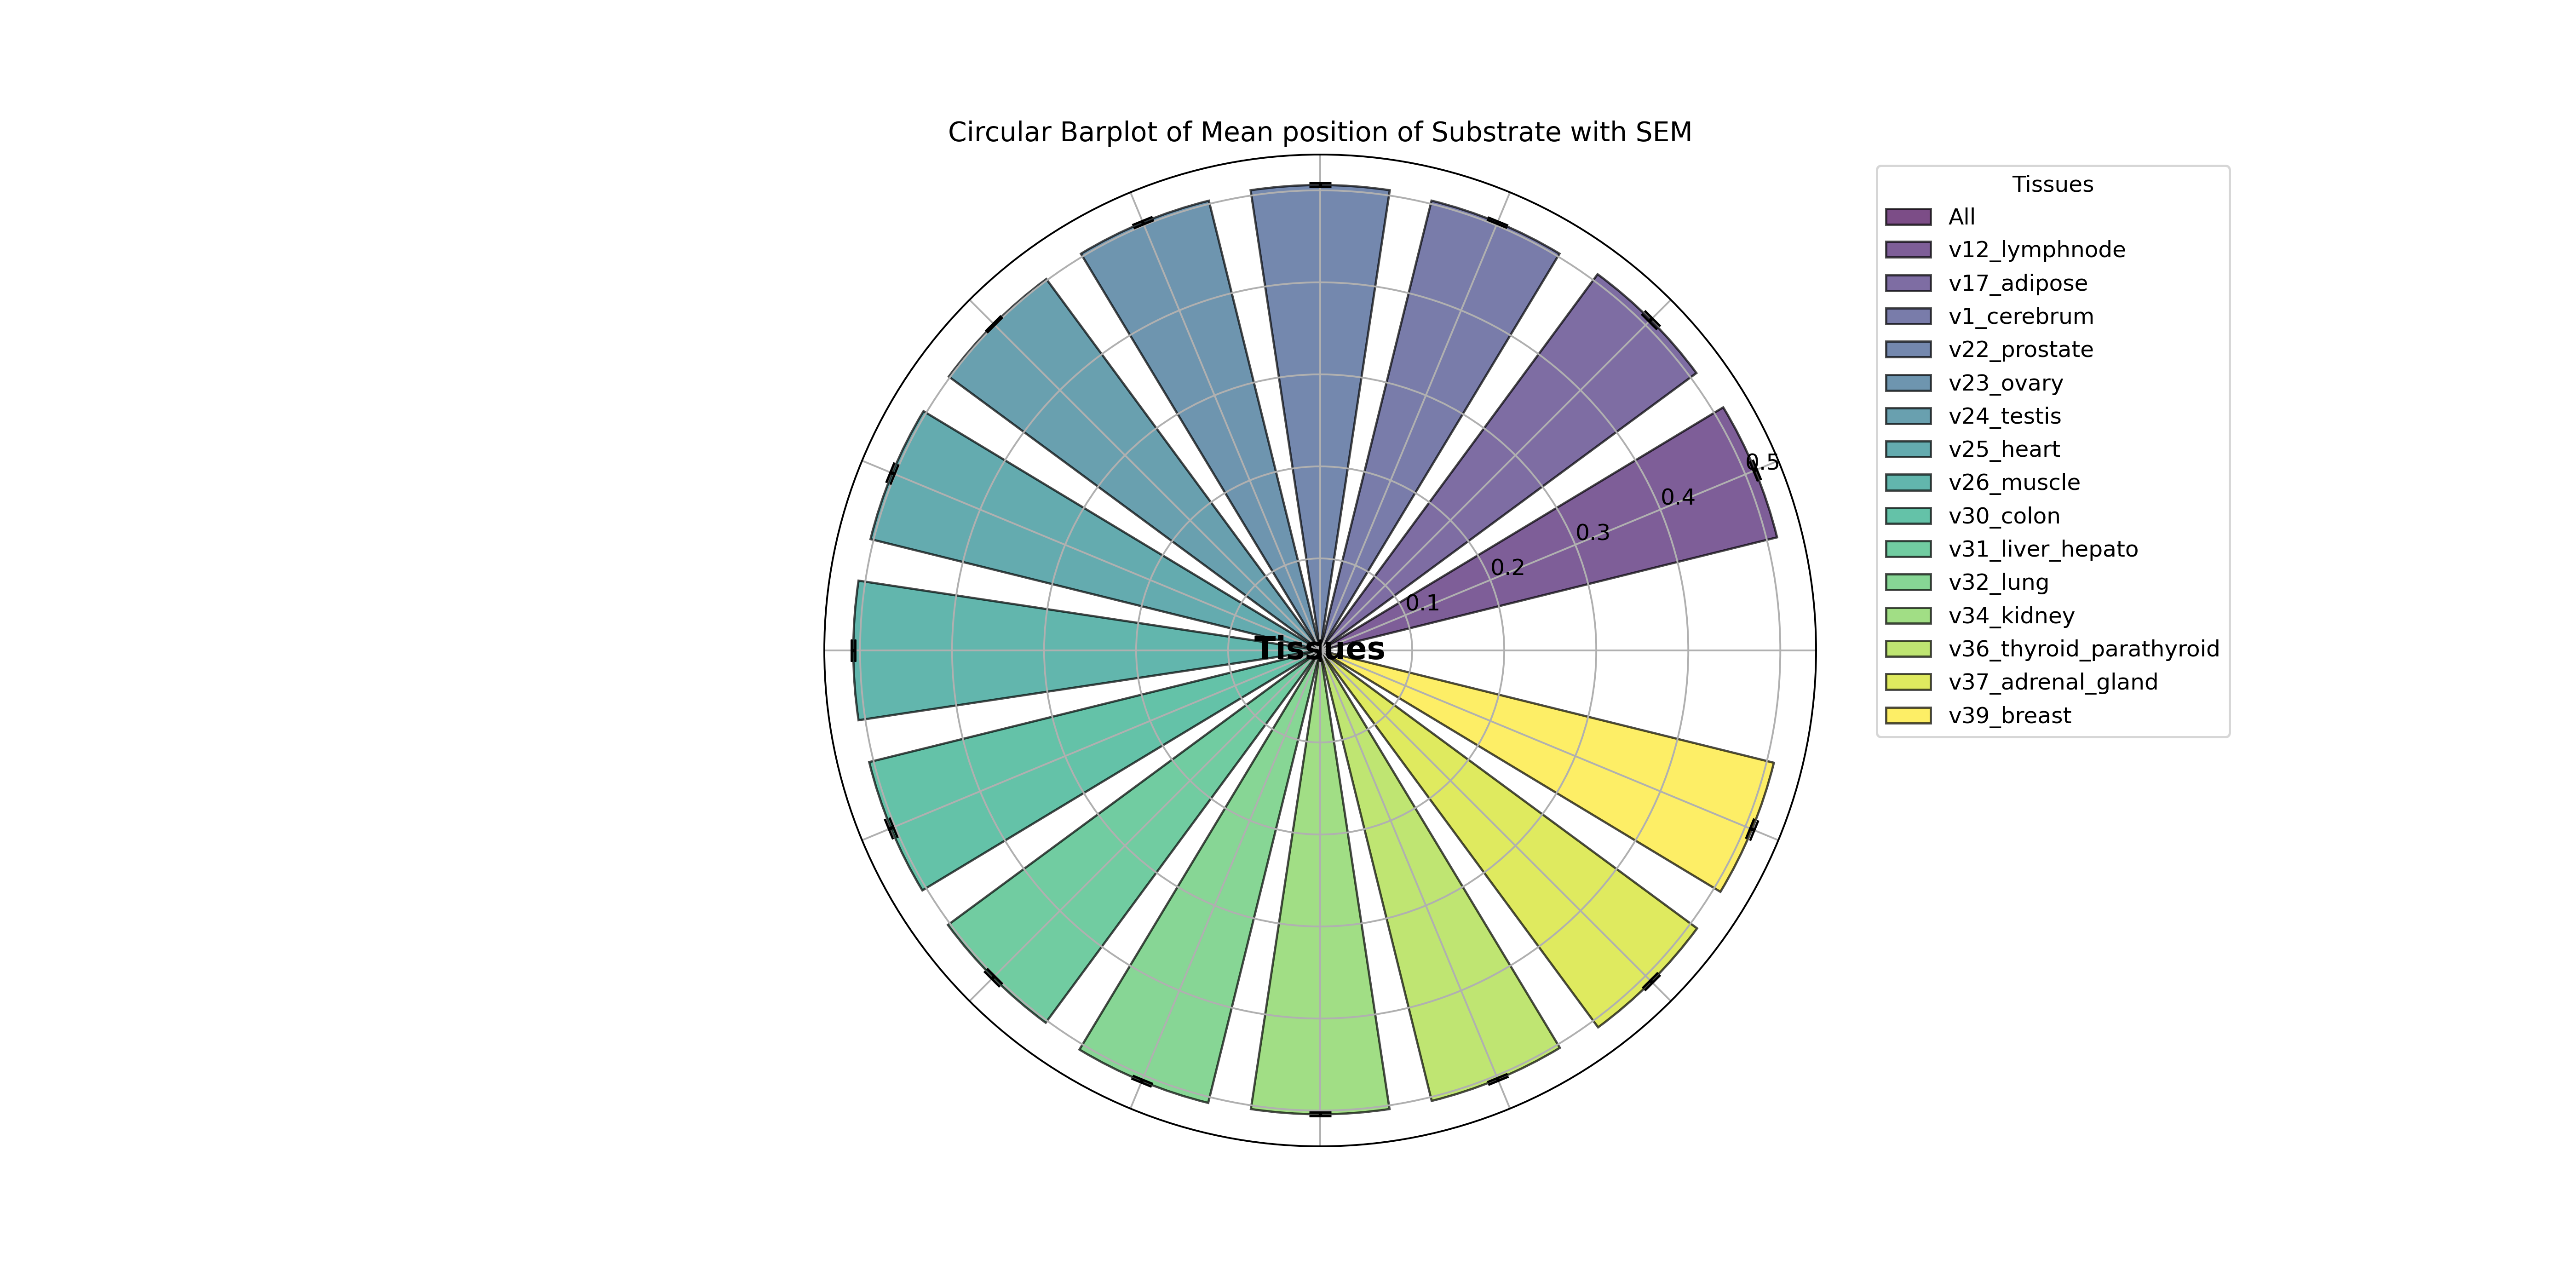 Circular Barplot of Mean position of Substrate with SEM
0.5
0.4
0.3
0.2
0.1
Tissues
Tissues
All
v12_lymphnode
v17_adipose
v1_cerebrum
v22_prostate
v23_ovary
v24_testis
v25_heart
v26_muscle
v30_colon
v31_liver_hepato
v32_lung
v34_kidney
v36_thyroid_parathyroid
v37_adrenal_gland
v39_breast